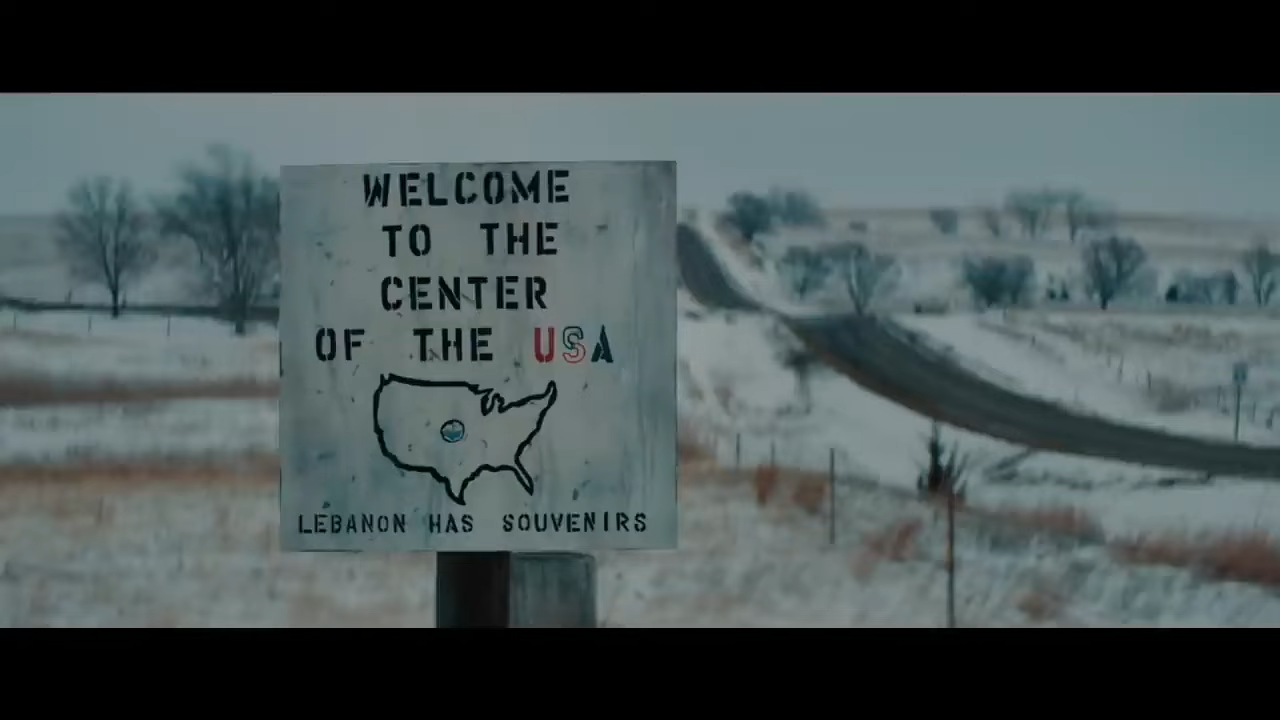 WELCOME
TO THE
CENTER
OF THE USA
LEBANON HAS SOUVENIRS